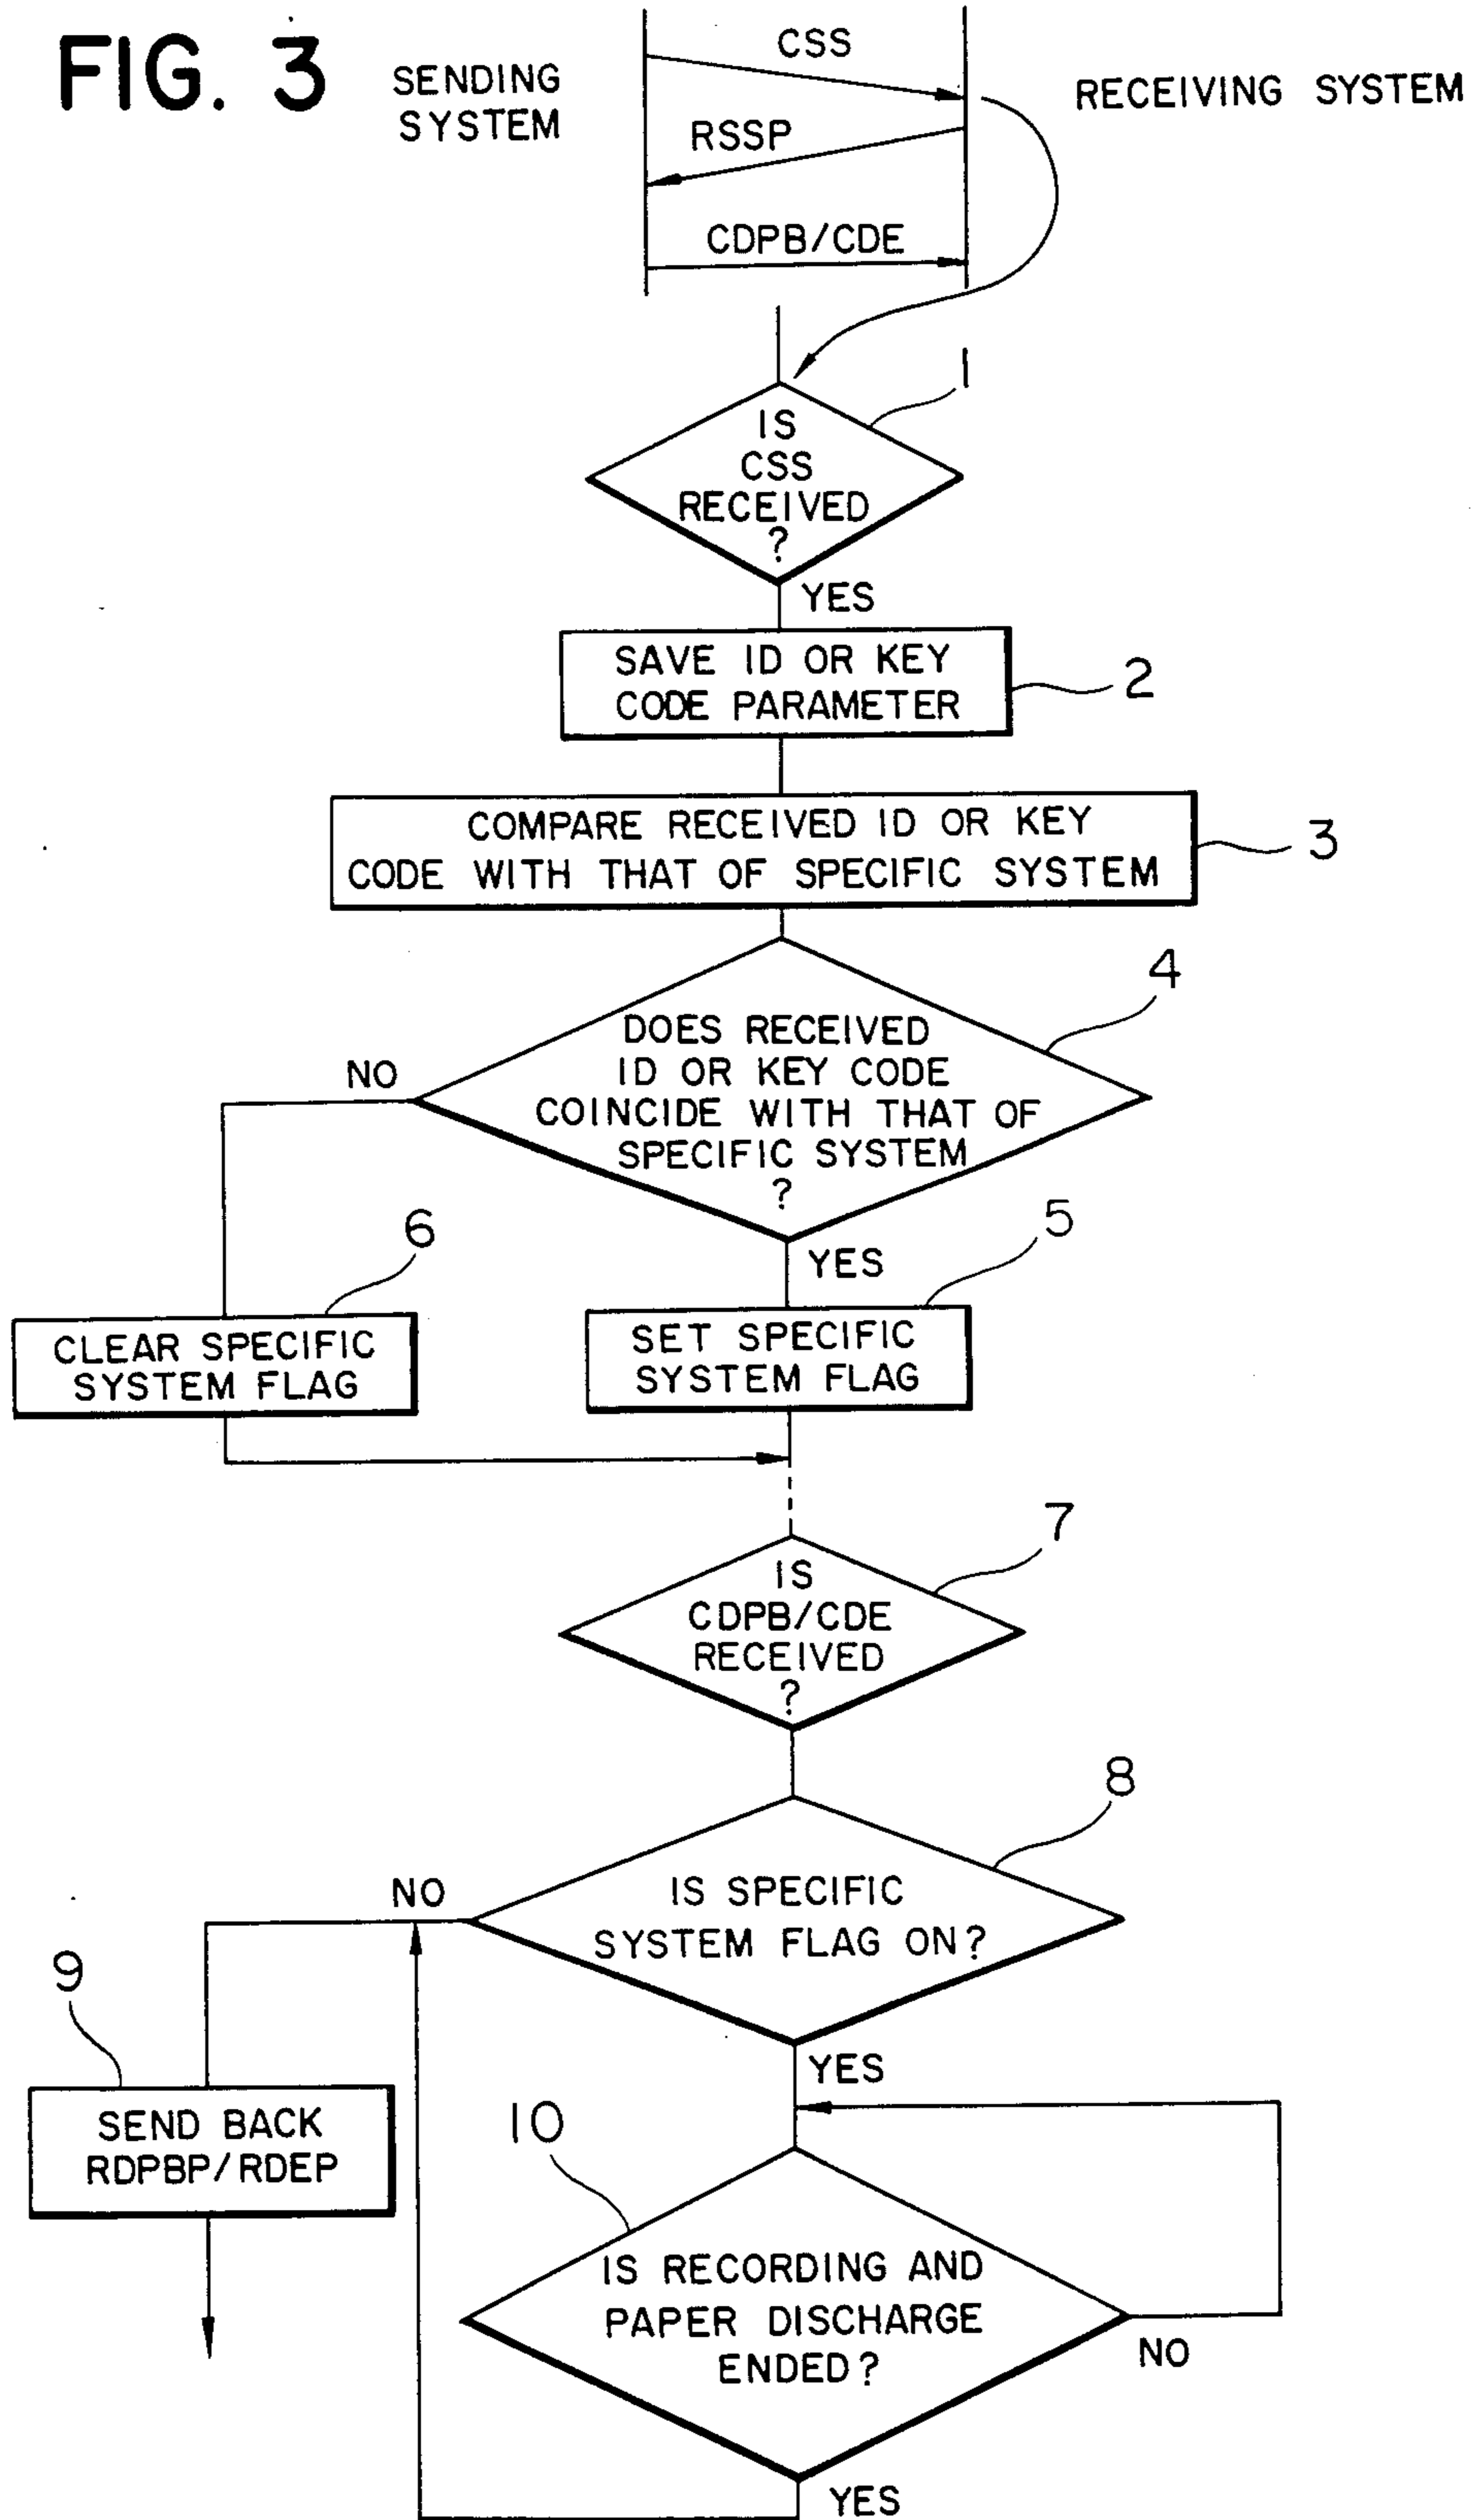 FIG. 3
SENDING
SYSTEM
CSS
RECEIVING SYSTEM
RSSP
CDPB/CDE
1
IS
CSS
RECEIVED
?
YES
SAVE ID OR KEY
CODE PARAMETER
2
COMPARE RECEIVED ID OR KEY
CODE WITH THAT OF SPECIFIC SYSTEM
3
4
DOES RECEIVED
ID OR KEY CODE
COINCIDE WITH THAT OF
SPECIFIC SYSTEM
?
NO
YES
6
5
CLEAR SPECIFIC
SYSTEM FLAG
SET SPECIFIC
SYSTEM FLAG
7
IS
CDPB/CDE
RECEIVED
?
8
NO
IS SPECIFIC
SYSTEM FLAG ON?
9
YES
SEND BACK
RDPBP/RDEP
10
IS RECORDING AND
PAPER DISCHARGE
ENDED?
NO
YES